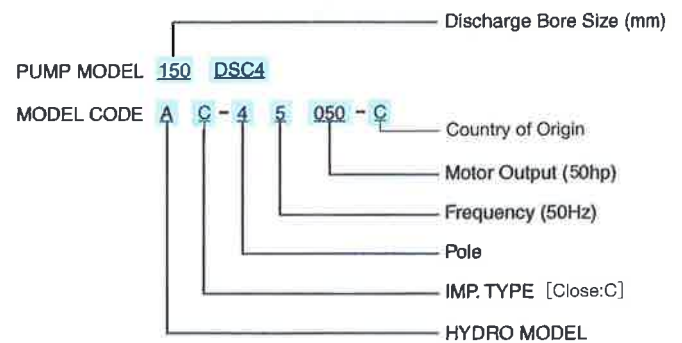 Discharge Bore Size (mm)
PUMP MODEL 150 DSC4
MODEL CODE A C - 4 5 050 - C
Country of Origin
Motor Output (50hp)
Frequency (50Hz)
Pole
IMP. TYPE [Close:C]
HYDRO MODEL